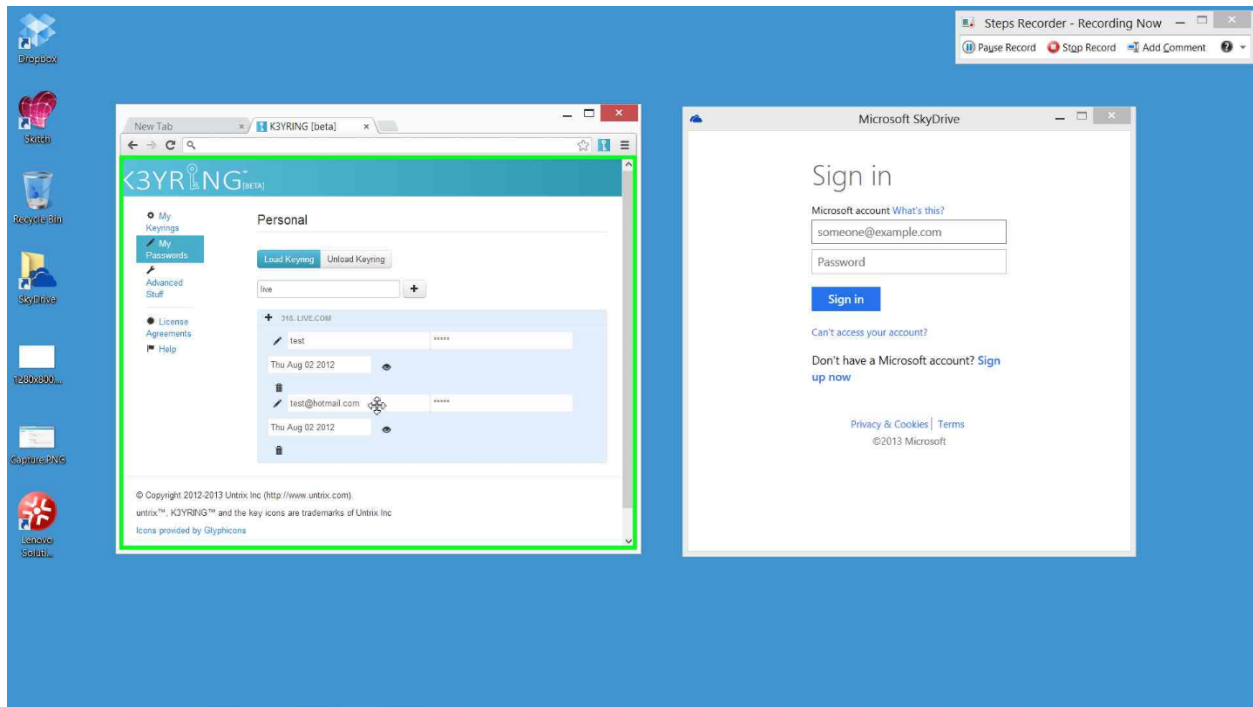 Dropbox
Skitch
Recycle Bin
SkyDrive
1280x800...
Capture.PNG
Lenovo
Soluti...
Steps Recorder - Recording Now
Pause Record Stop Record Add Comment
New Tab
K3YRING [beta]
K3YRING™ [BETA]
My
Keyrings
My
Passwords
Advanced
Stuff
License
Agreements
Help
Personal
Load Keyring Unload Keyring
live
LIVE.COM
test *****
Thu Aug 02 2012
test@hotmail.com *****
Thu Aug 02 2012
© Copyright 2012-2013 Untrix Inc (http://www.untrix.com).
untrix™, K3YRING™ and the key icons are trademarks of Untrix Inc
Icons provided by Glyphicons
Microsoft SkyDrive
Sign in
Microsoft account What's this?
someone@example.com
Password
Sign in
Can't access your account?
Don't have a Microsoft account? Sign
up now
Privacy & Cookies | Terms
©2013 Microsoft